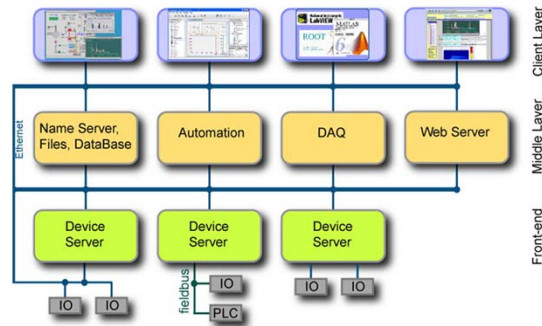 LabVIEW
MATLAB
ROOT
6
Client Layer
Ethernet
Name Server,
Files, DataBase
Automation
DAQ
Web Server
Middle Layer
Device
Server
Device
Server
Device
Server
Front-end
fieldbus
IO
IO
IO
PLC
IO
IO